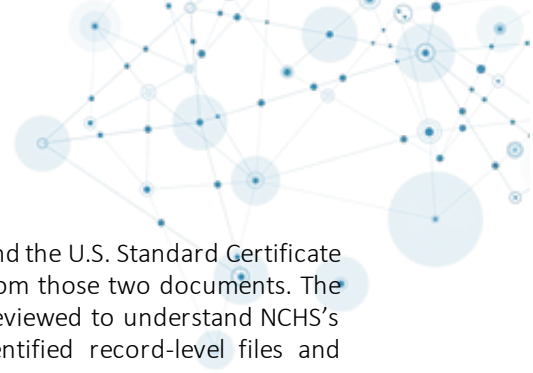 nd the U.S. Standard Certificate
om those two documents. The
eviewed to understand NCHS’s
entified record-level files and